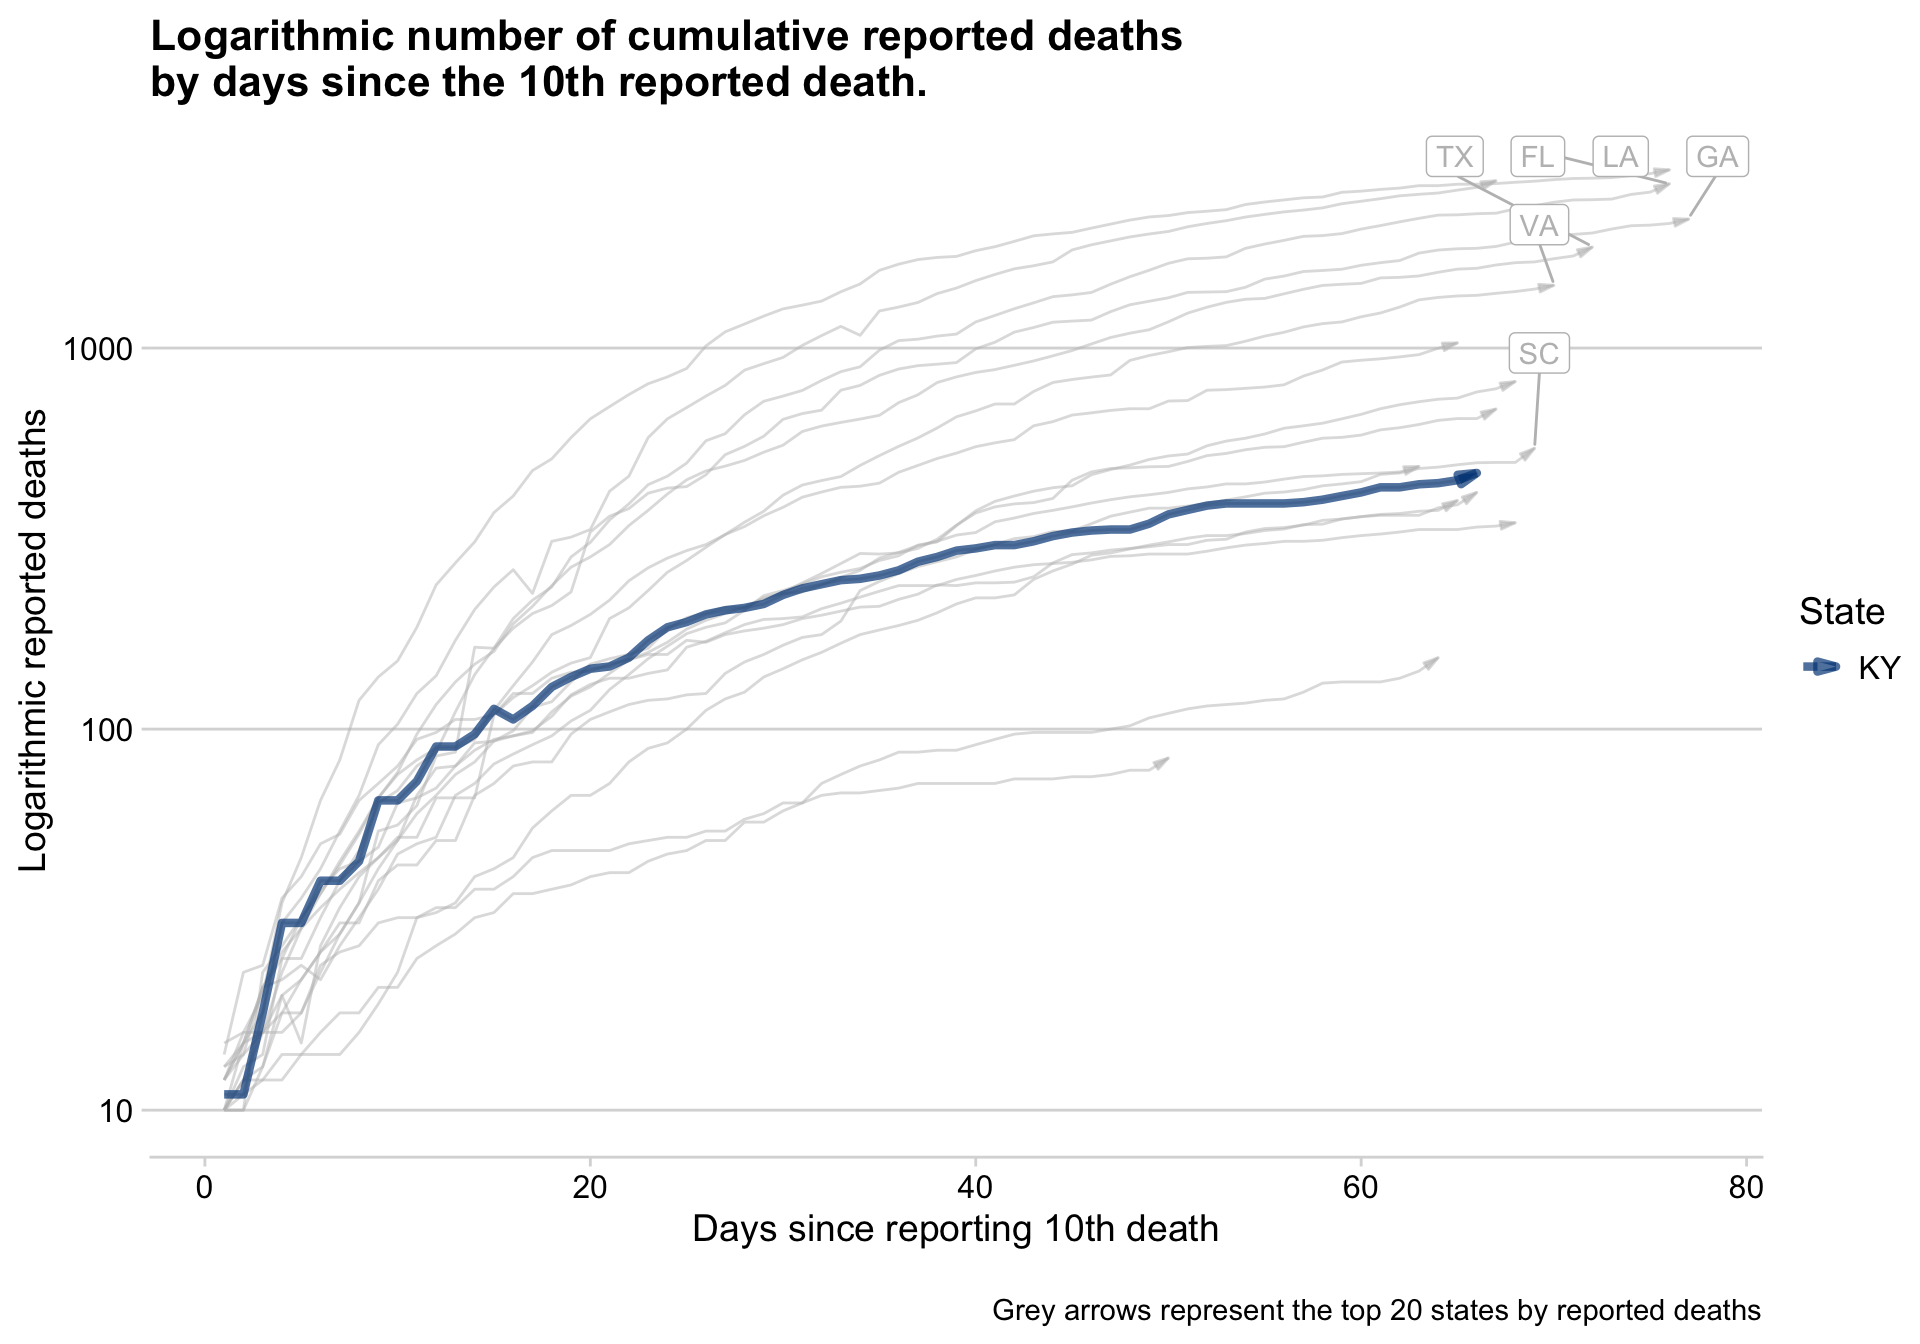 Logarithmic number of cumulative reported deaths
by days since the 10th reported death.
TX
FL
LA
GA
VA
SC
1000
100
10
Logarithmic reported deaths
0
20
40
60
80
Days since reporting 10th death
State
KY
Grey arrows represent the top 20 states by reported deaths